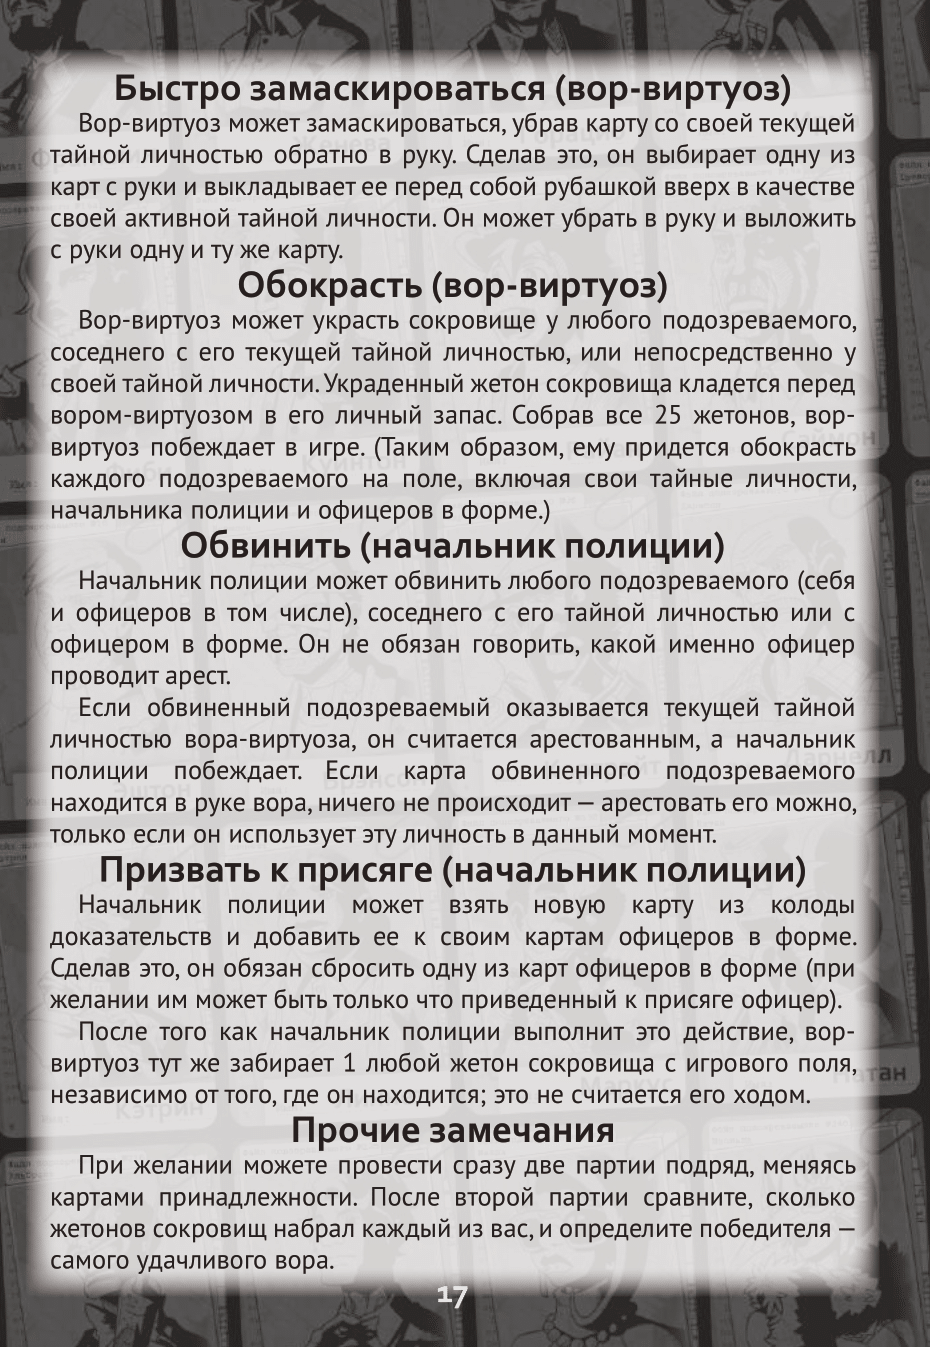 Быстро замаскироваться (вор-виртуоз)
Вор-виртуоз может замаскироваться, убрав карту со своей текущей
тайной личностью обратно в руку. Сделав это, он выбирает одну из
карт с руки и выкладывает ее перед собой рубашкой вверх в качестве
своей активной тайной личности. Он может убрать в руку и выложить
с руки одну и ту же карту.
Обокрасть (вор-виртуоз)
Вор-виртуоз может украсть сокровище у любого подозреваемого,
соседнего с его текущей тайной личностью, или непосредственно у
своей тайной личности. Украденный жетон сокровища кладется перед
вором-виртуозом в его личный запас. Собрав все 25 жетонов, вор-
виртуоз побеждает в игре. (Таким образом, ему придется обокрасть
каждого подозреваемого на поле, включая свои тайные личности,
начальника полиции и офицеров в форме.)
Обвинить (начальник полиции)
Начальник полиции может обвинить любого подозреваемого (себя
и офицеров в том числе), соседнего с его тайной личностью или с
офицером в форме. Он не обязан говорить, какой именно офицер
проводит арест.
Если обвиненный подозреваемый оказывается текущей тайной
личностью вора-виртуоза, он считается арестованным, а начальник
полиции побеждает. Если карта обвиненного подозреваемого
находится в руке вора, ничего не происходит — арестовать его можно,
только если он использует эту личность в данный момент.
Призвать к присяге (начальник полиции)
Начальник полиции может взять новую карту из колоды
доказательств и добавить ее к своим картам офицеров в форме.
Сделав это, он обязан сбросить одну из карт офицеров в форме (при
желании им может быть только что приведенный к присяге офицер).
После того как начальник полиции выполнит это действие, вор-
виртуоз тут же забирает 1 любой жетон сокровища с игрового поля,
независимо от того, где он находится; это не считается его ходом.
Прочие замечания
При желании можете провести сразу две партии подряд, меняясь
картами принадлежности. После второй партии сравните, сколько
жетонов сокровищ набрал каждый из вас, и определите победителя —
самого удачливого вора.
17